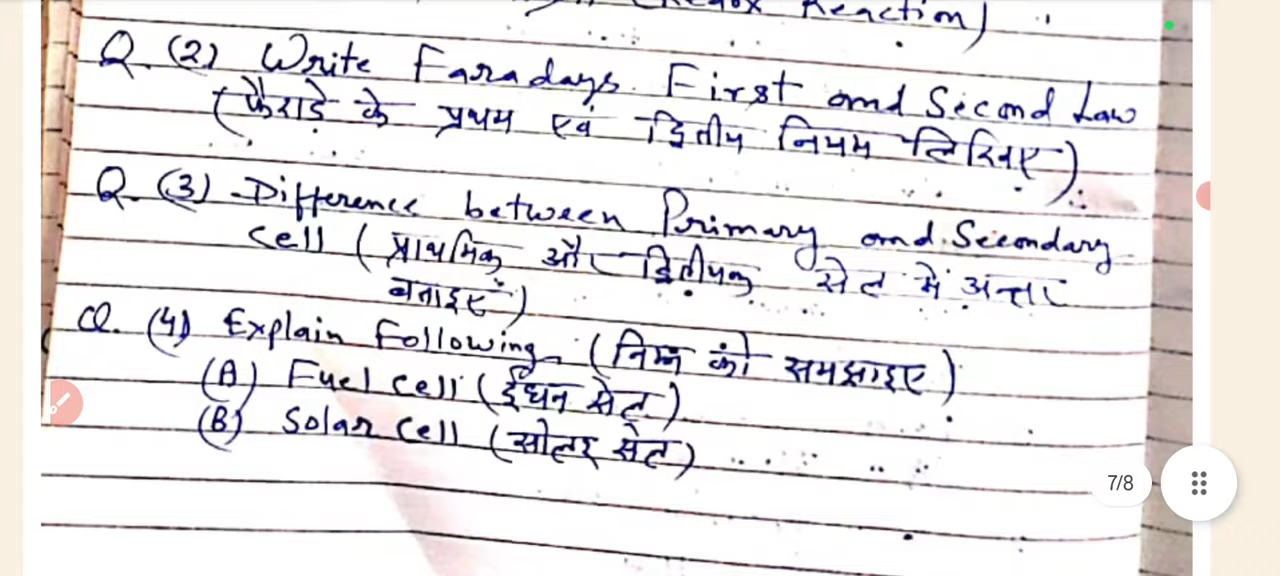 Reaction)
Q. (2) Write Faradays First and Second Law
(फैराडे के प्रथम एवं द्वितीय नियम लिखिए)
Q. (3) Difference between Primary and Secondary
cell (प्राथमिक और द्वितीयक सेल में अन्तर
बताइए)
Q. (4) Explain Following (निम्न को समझाइए)
(A) Fuel cell (ईंधन सेल)
(B) Solar cell (सोलर सेल)
7/8